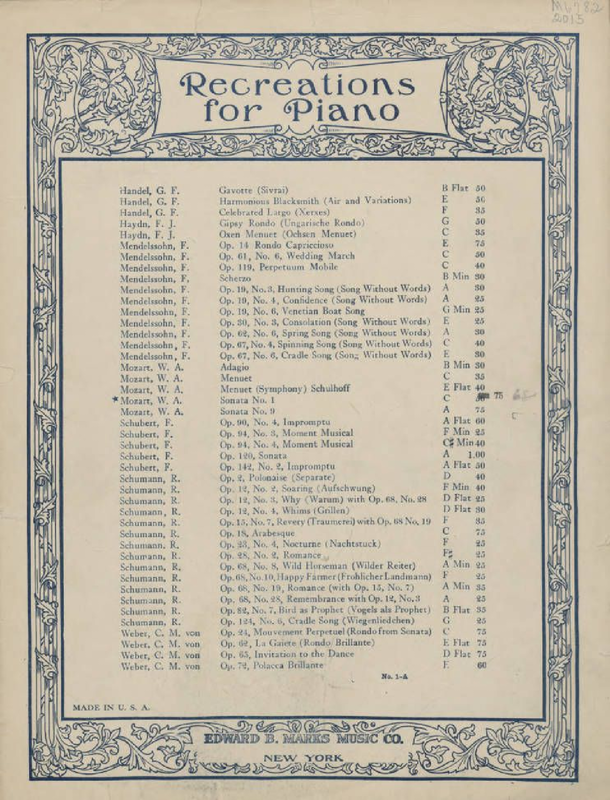 M6782
2015
Recreations
for Piano
Handel, G. F. Gavotte (Sivrai) B Flat 50
Handel, G. F. Harmonious Blacksmith (Air and Variations) E 50
Handel, G. F. Celebrated Largo (Xerxes) F 35
Haydn, F. J. Gipsy Rondo (Ungarische Rondo) G 50
Haydn, F. J. Oxen Menuet (Ochsen Menuet) C 35
Mendelssohn, F. Op. 14 Rondo Capriccioso E 75
Mendelssohn, F. Op. 61, No. 6, Wedding March C 50
Mendelssohn, F. Op. 119, Perpetuum Mobile C 40
Mendelssohn, F, Scherzo B Min 30
Mendelssohn, F. Op. 19, No. 3, Hunting Song (Song Without Words) A 30
Mendelssohn, F. Op. 19, No. 4, Confidence (Song Without Words) A 25
Mendelssohn, F. Op. 19, No. 6, Venetian Boat Song G Min 25
Mendelssohn, F. Op. 30, No. 3, Consolation (Song Without Words) E 25
Mendelssohn, F. Op. 62, No. 6, Spring Song (Song Without Words) A 30
Mendelssohn, F. Op. 67, No. 4, Spinning Song (Song Without Words) C 40
Mendelssohn, F. Op. 67, No. 6, Cradle Song (Song Without Words) E 30
Mozart, W. A. Adagio B Min 30
Mozart, W. A. Menuet C 35
Mozart, W. A. Menuet (Symphony) Schulhoff E Flat 40
*Mozart, W. A. Sonata No. 1 C 75
Mozart, W. A. Sonata No. 9 A 75
Schubert, F. Op. 90, No. 4, Impromptu A Flat 60
Schubert, F. Op. 94, No. 3, Moment Musical F Min 25
Schubert, F. Op. 94, No. 4, Moment Musical C# Min 40
Schubert, F. Op. 120, Sonata A 1.00
Schubert, F. Op. 142, No. 2, Impromptu A Flat 50
Schumann, R. Op. 2, Polonaise (Separate) D 40
Schumann, R. Op. 12, No. 2, Soaring (Aufschwung) F Min 40
Schumann, R. Op. 12, No. 3, Why (Warum) with Op. 68, No. 28 D Flat 25
Schumann, R. Op. 12, No. 4, Whims (Grillen) D Flat 30
Schumann, R. Op. 15, No. 7, Revery (Traumerei) with Op. 68 No. 19 F 35
Schumann, R. Op. 18, Arabesque C 75
Schumann, R. Op. 23, No. 4, Nocturne (Nachtstuck) F 25
Schumann, R. Op. 28, No. 2, Romance F# 25
Schumann, R. Op. 68, No. 8, Wild Horseman (Wilder Reiter) A Min 25
Schumann, R. Op. 68, No. 10, Happy Farmer (Frohlicher Landmann) F 25
Schumann, R. Op. 68, No. 19, Romance (with Op. 15, No. 7) A Min 35
Schumann, R. Op. 68, No. 28, Remembrance with Op. 12, No. 3 A 25
Schumann, R. Op. 82, No. 7, Bird as Prophet (Vogels als Prophet) B Flat 35
Schumann, R. Op. 124, No. 6, Cradle Song (Wiegenliedchen) G 25
Weber, C. M. von Op. 24, Mouvement Perpetuel (Rondo from Sonata) C 75
Weber, C. M. von Op. 62, La Gaiete (Rondo Brillante) E Flat 75
Weber, C. M. von Op. 65, Invitation to the Dance D Flat 75
Weber, C. M. von Op. 72, Polacca Brillante E 60
No. 1-A
MADE IN U. S. A.
EDWARD B. MARKS MUSIC CO.
NEW YORK